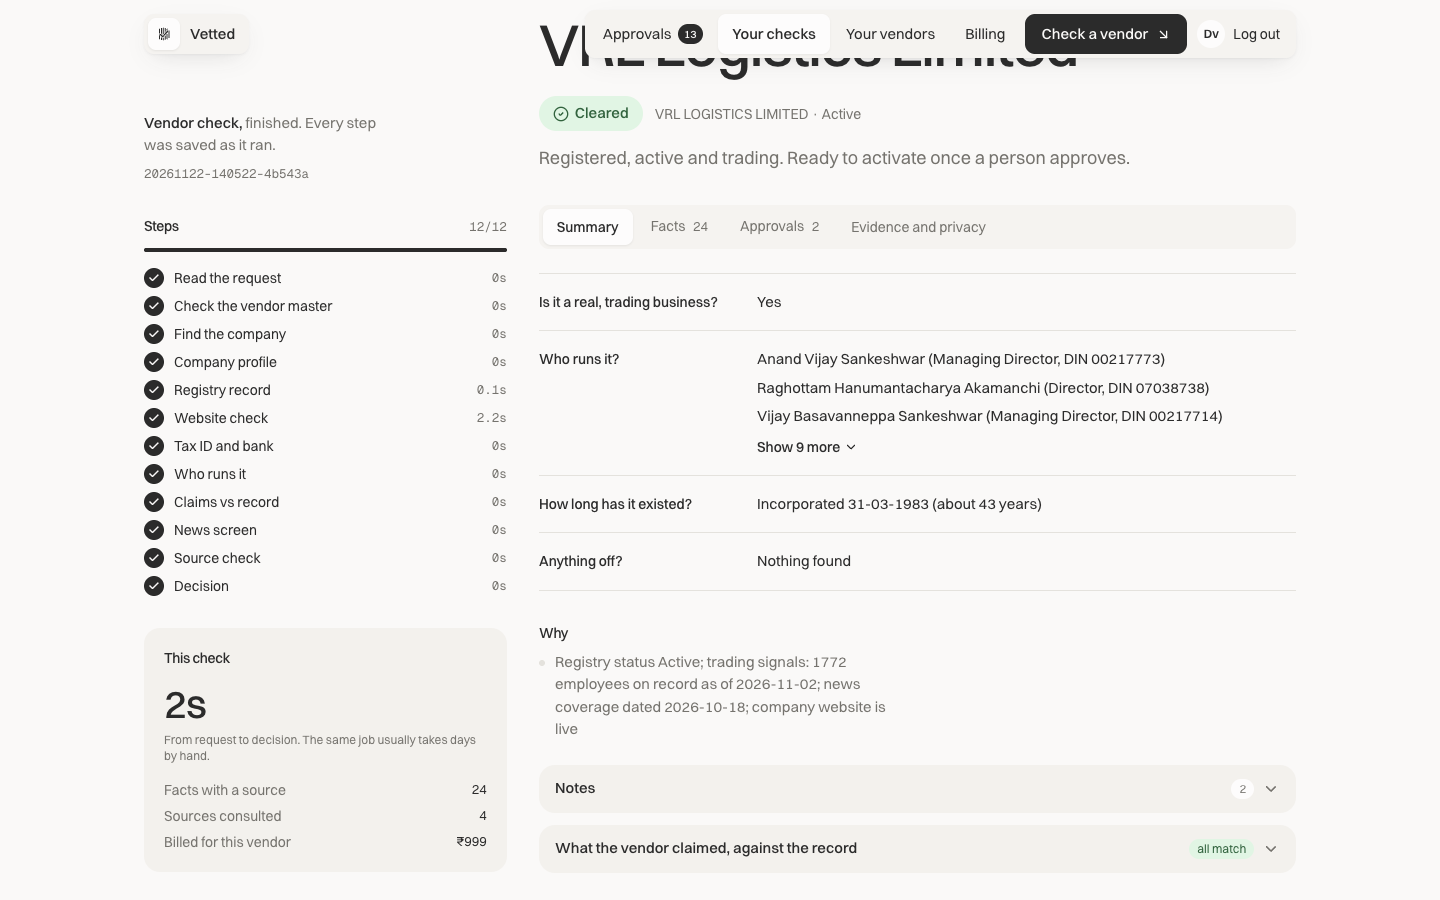 Vetted
Approvals 13 Your checks Your vendors Billing Check a vendor Dv Log out
VRL Logistics Limited
Vendor check, finished. Every step
was saved as it ran.
20261122-140522-4b543a
Steps 12/12
Read the request 0s
Check the vendor master 0s
Find the company 0s
Company profile 0s
Registry record 0.1s
Website check 2.2s
Tax ID and bank 0s
Who runs it 0s
Claims vs record 0s
News screen 0s
Source check 0s
Decision 0s
This check
2s
From request to decision. The same job usually takes days
by hand.
Facts with a source 24
Sources consulted 4
Billed for this vendor ₹999
Cleared VRL LOGISTICS LIMITED · Active
Registered, active and trading. Ready to activate once a person approves.
Summary Facts 24 Approvals 2 Evidence and privacy
Is it a real, trading business? Yes
Who runs it? Anand Vijay Sankeshwar (Managing Director, DIN 00217773)
Raghottam Hanumantacharya Akamanchi (Director, DIN 07038738)
Vijay Basavanneppa Sankeshwar (Managing Director, DIN 00217714)
Show 9 more
How long has it existed? Incorporated 31-03-1983 (about 43 years)
Anything off? Nothing found
Why
Registry status Active; trading signals: 1772
employees on record as of 2026-11-02; news
coverage dated 2026-10-18; company website is
live
Notes 2
What the vendor claimed, against the record all match